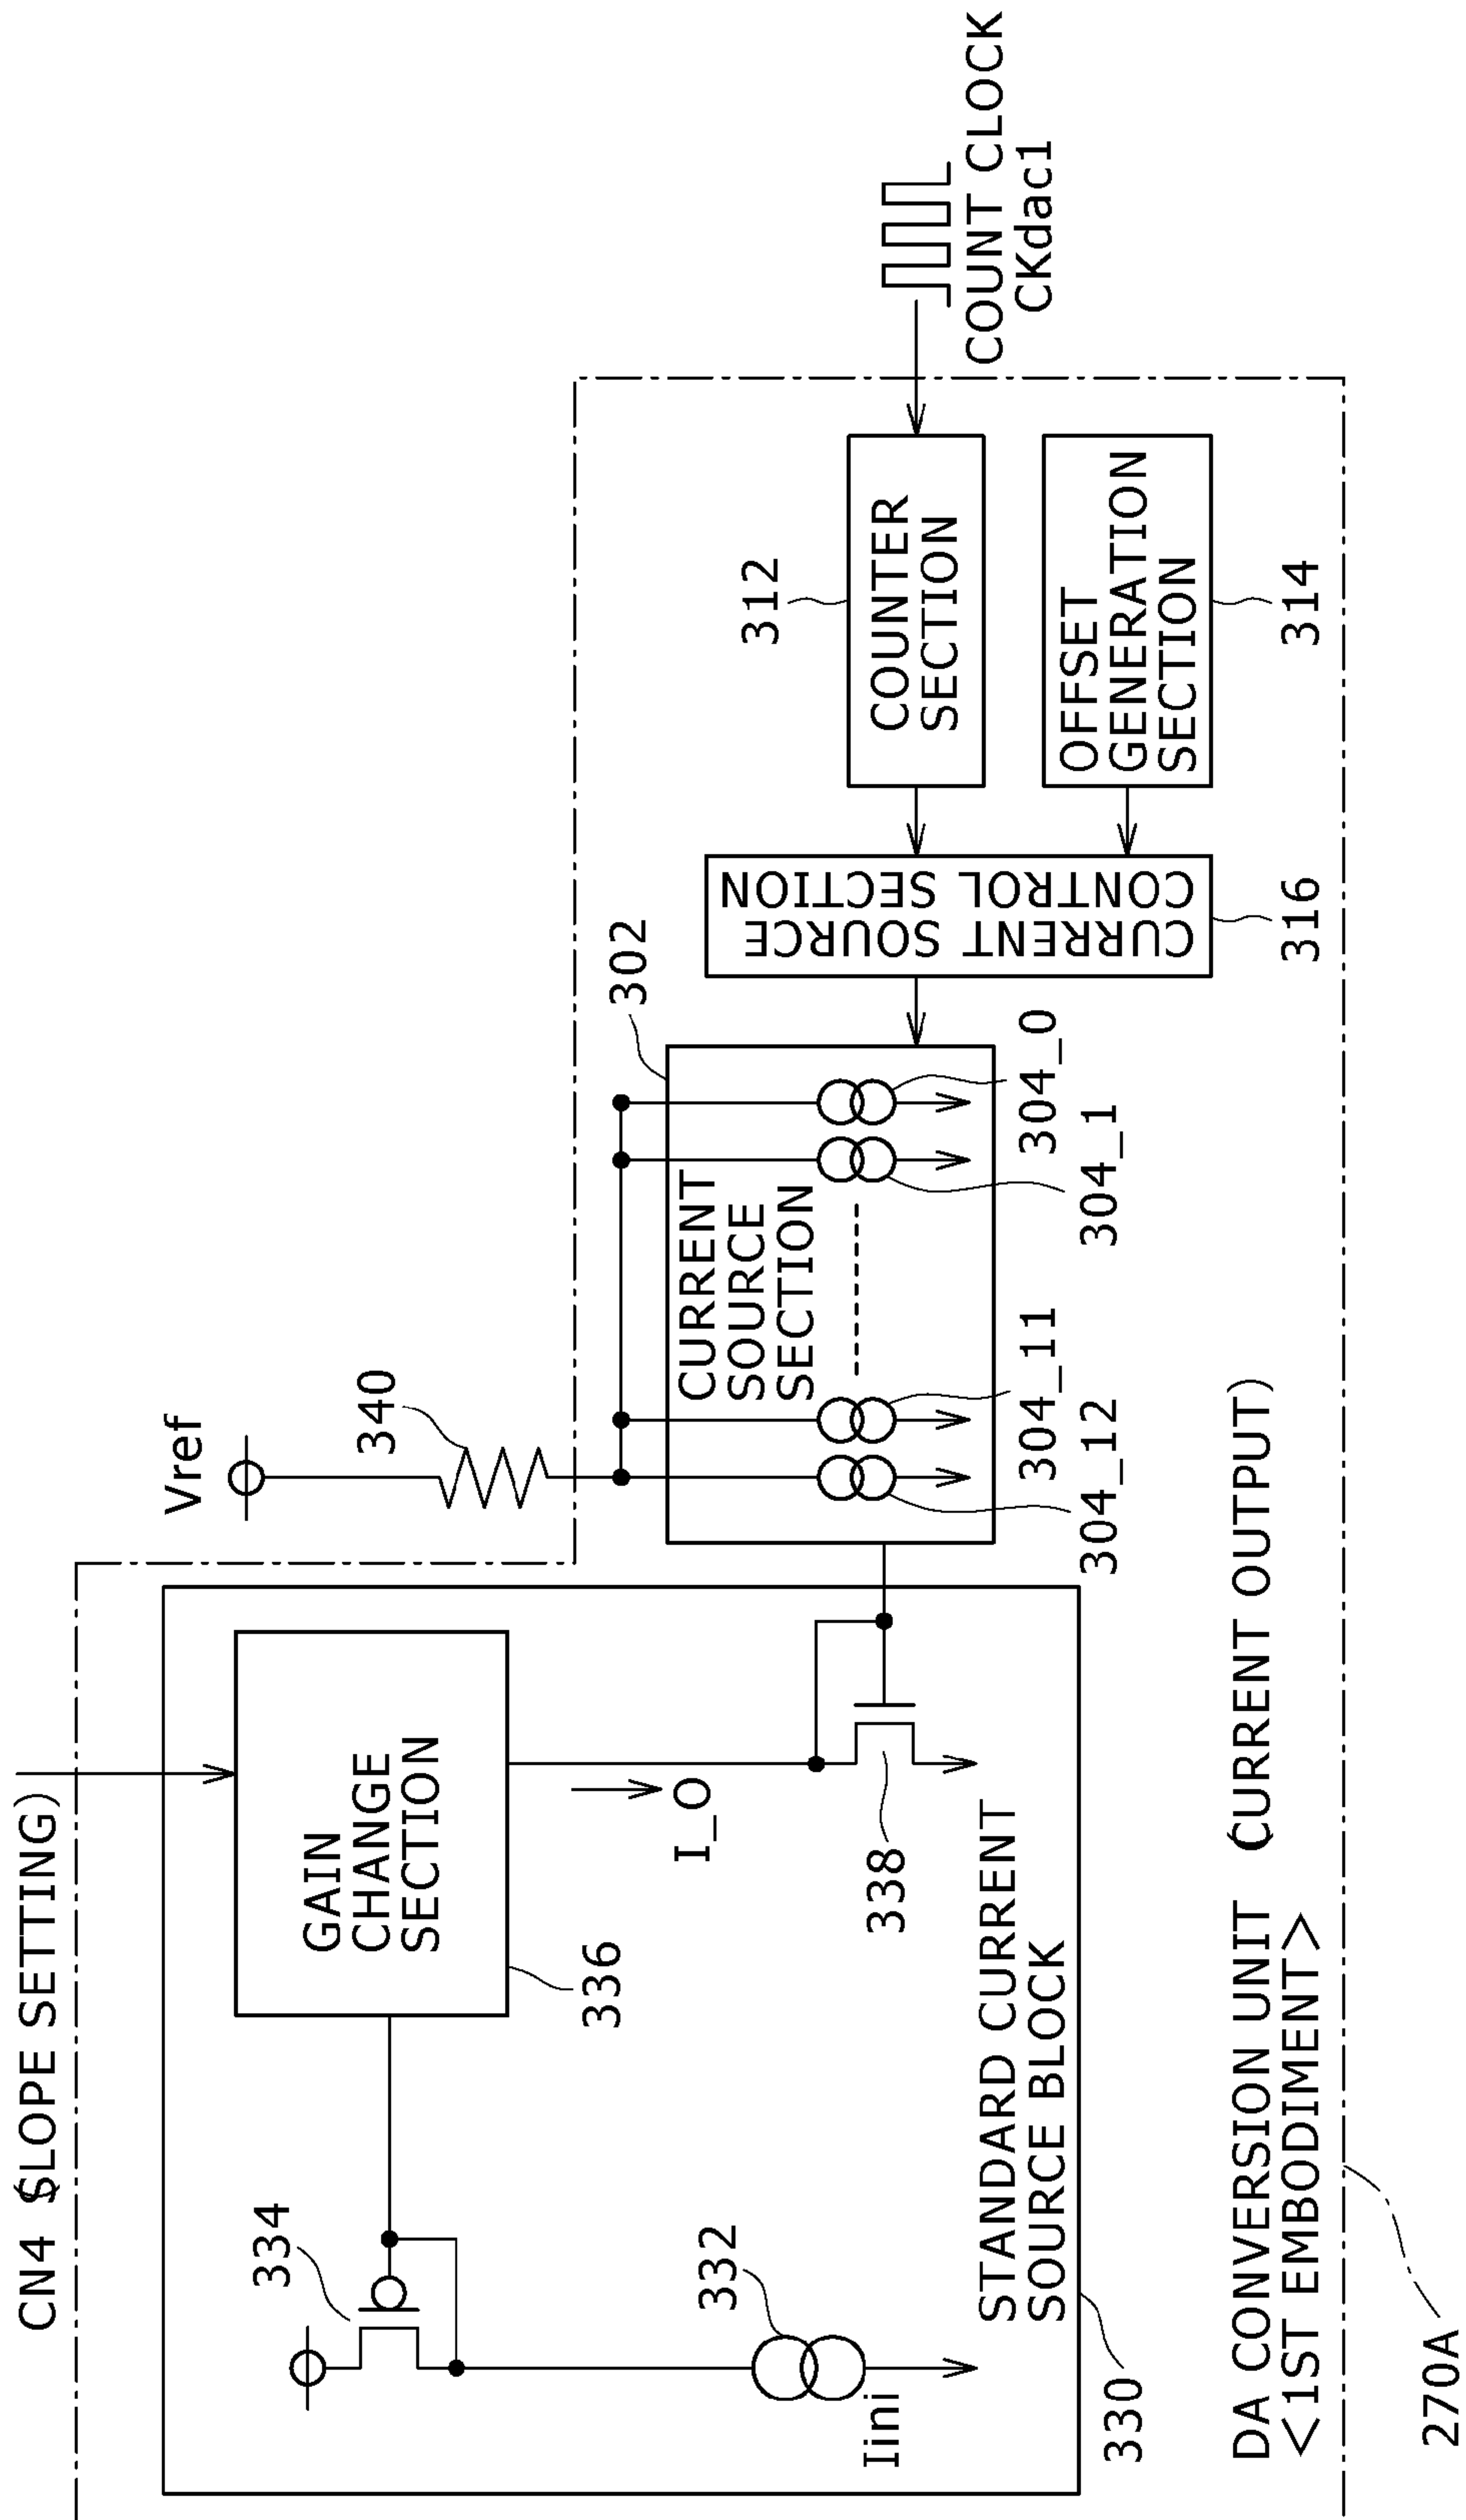 CN4 (SLOPE SETTING)
Vref
340
334
GAIN
CHANGE
SECTION
336
I_O
332
Iini
338
STANDARD CURRENT
SOURCE BLOCK
330
302
CURRENT
SOURCE
SECTION
304_12
304_11
304_1
304_0
CURRENT SOURCE
CONTROL SECTION
316
312
COUNTER
SECTION
OFFSET
GENERATION
SECTION
314
COUNT CLOCK
CKdac1
DA CONVERSION UNIT (CURRENT OUTPUT)
<1ST EMBODIMENT>
270A